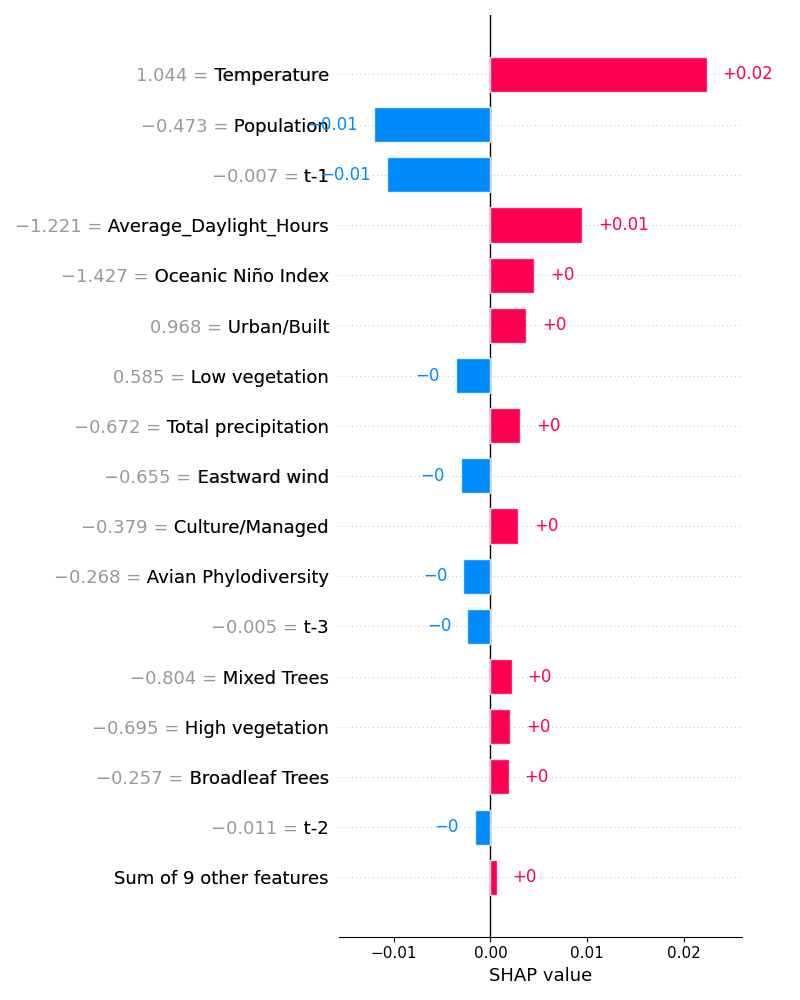 1.044 = Temperature +0.02
−0.473 = Population −0.01
−0.007 = t-1 −0.01
−1.221 = Average_Daylight_Hours +0.01
−1.427 = Oceanic Niño Index +0
0.968 = Urban/Built +0
0.585 = Low vegetation −0
−0.672 = Total precipitation +0
−0.655 = Eastward wind −0
−0.379 = Culture/Managed +0
−0.268 = Avian Phylodiversity −0
−0.005 = t-3 −0
−0.804 = Mixed Trees +0
−0.695 = High vegetation +0
−0.257 = Broadleaf Trees +0
−0.011 = t-2 −0
Sum of 9 other features +0
−0.01 0.00 0.01 0.02
SHAP value